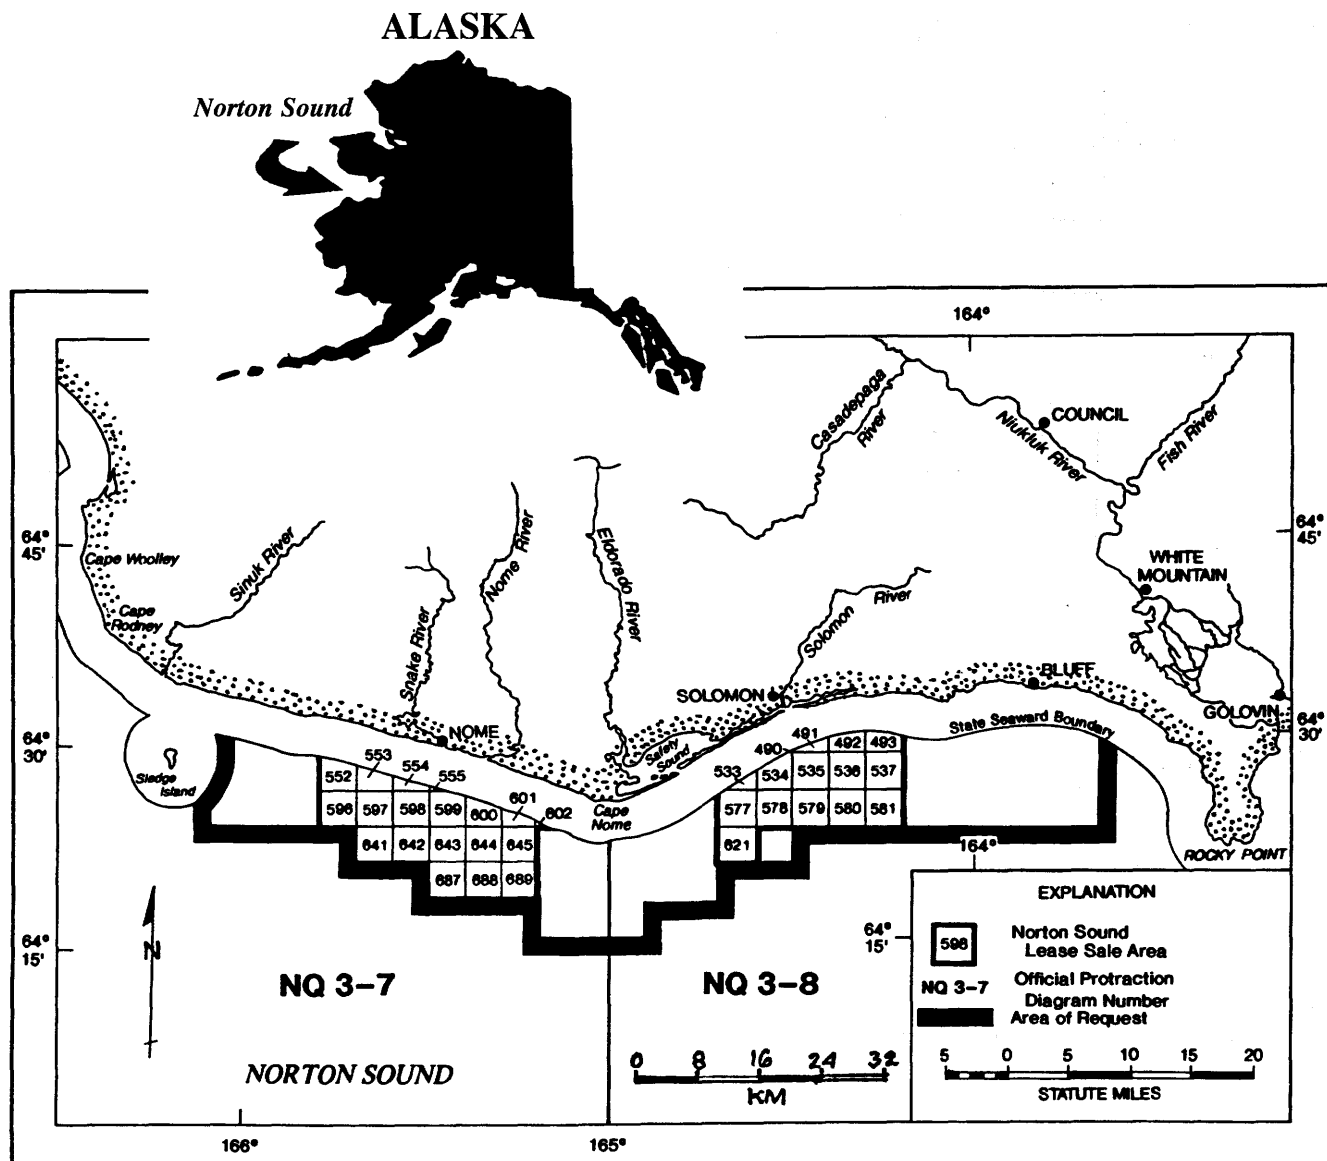 ALASKA
Norton Sound
164°
Casadepaga
River
COUNCIL
Niukluk River
Fish River
64°
45'
64°
45'
Cape Woolley
Sinuk River
Nome River
Eldorado River
WHITE
MOUNTAIN
Cape
Rodney
Snake River
Solomon River
SOLOMON
BLUFF
GOLOVIN
NOME
Safety
Sound
State Seaward Boundary
64°
30'
64°
30'
Sledge
Island
553
554
555
552
596 597 598 599 600
601
602
641 642 643 644 645
687 688 689
Cape
Nome
490
491
492 493
533
534 535 536 537
577 578 579 580 581
621
164°
ROCKY POINT
EXPLANATION
598
Norton Sound
Lease Sale Area
NQ 3-7
Official Protraction
Diagram Number
Area of Request
64°
15'
64°
15'
N
NQ 3-7
NQ 3-8
NORTON SOUND
0 8 16 24 32
KM
5 0 5 10 15 20
STATUTE MILES
166°
165°